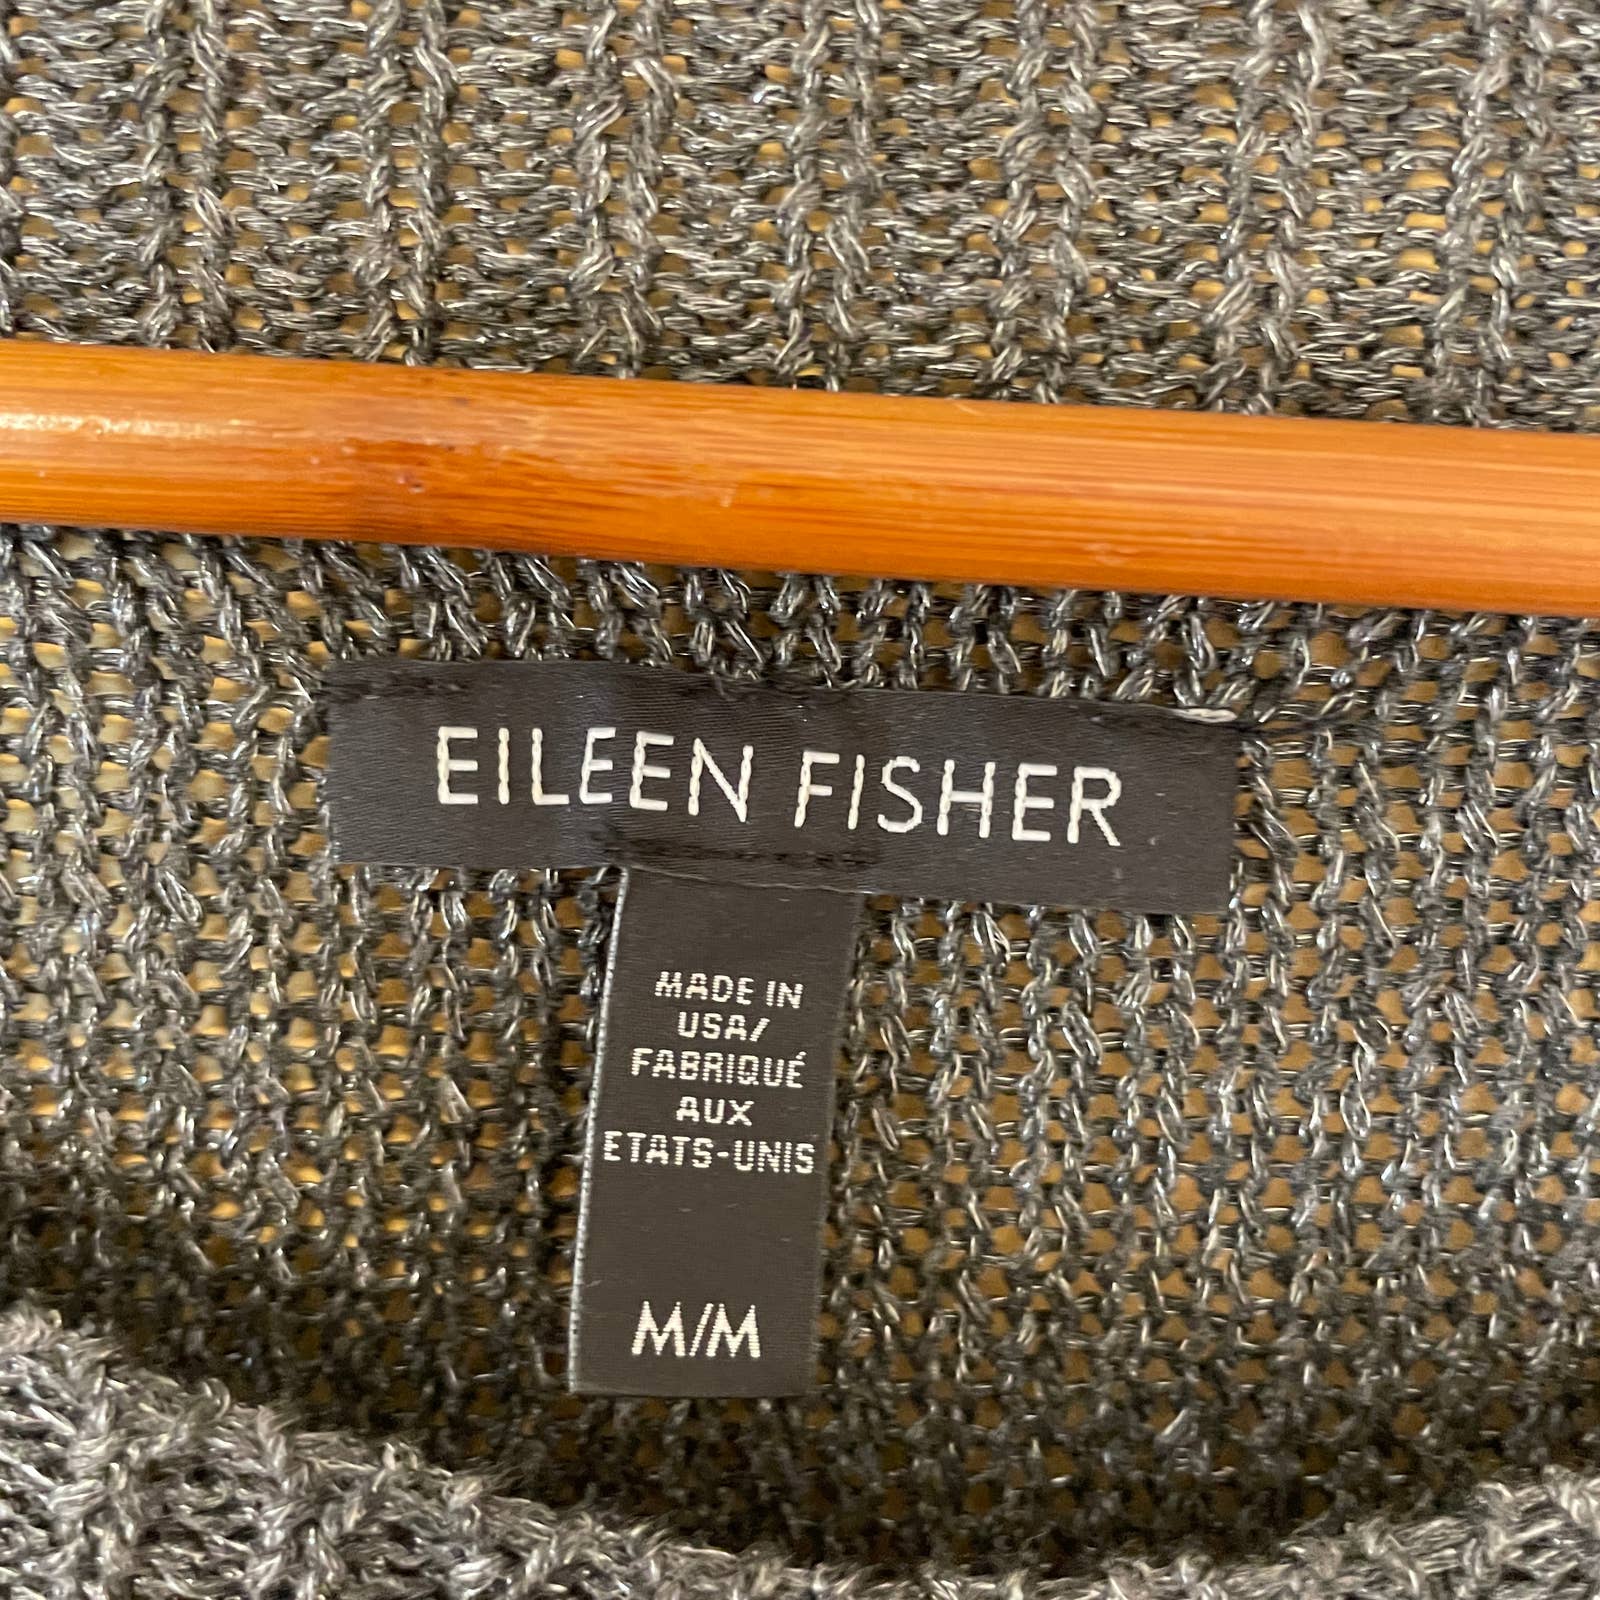 EILEEN FISHER
MADE IN
USA/
FABRIQUÉ
AUX
ETATS-UNIS
M/M